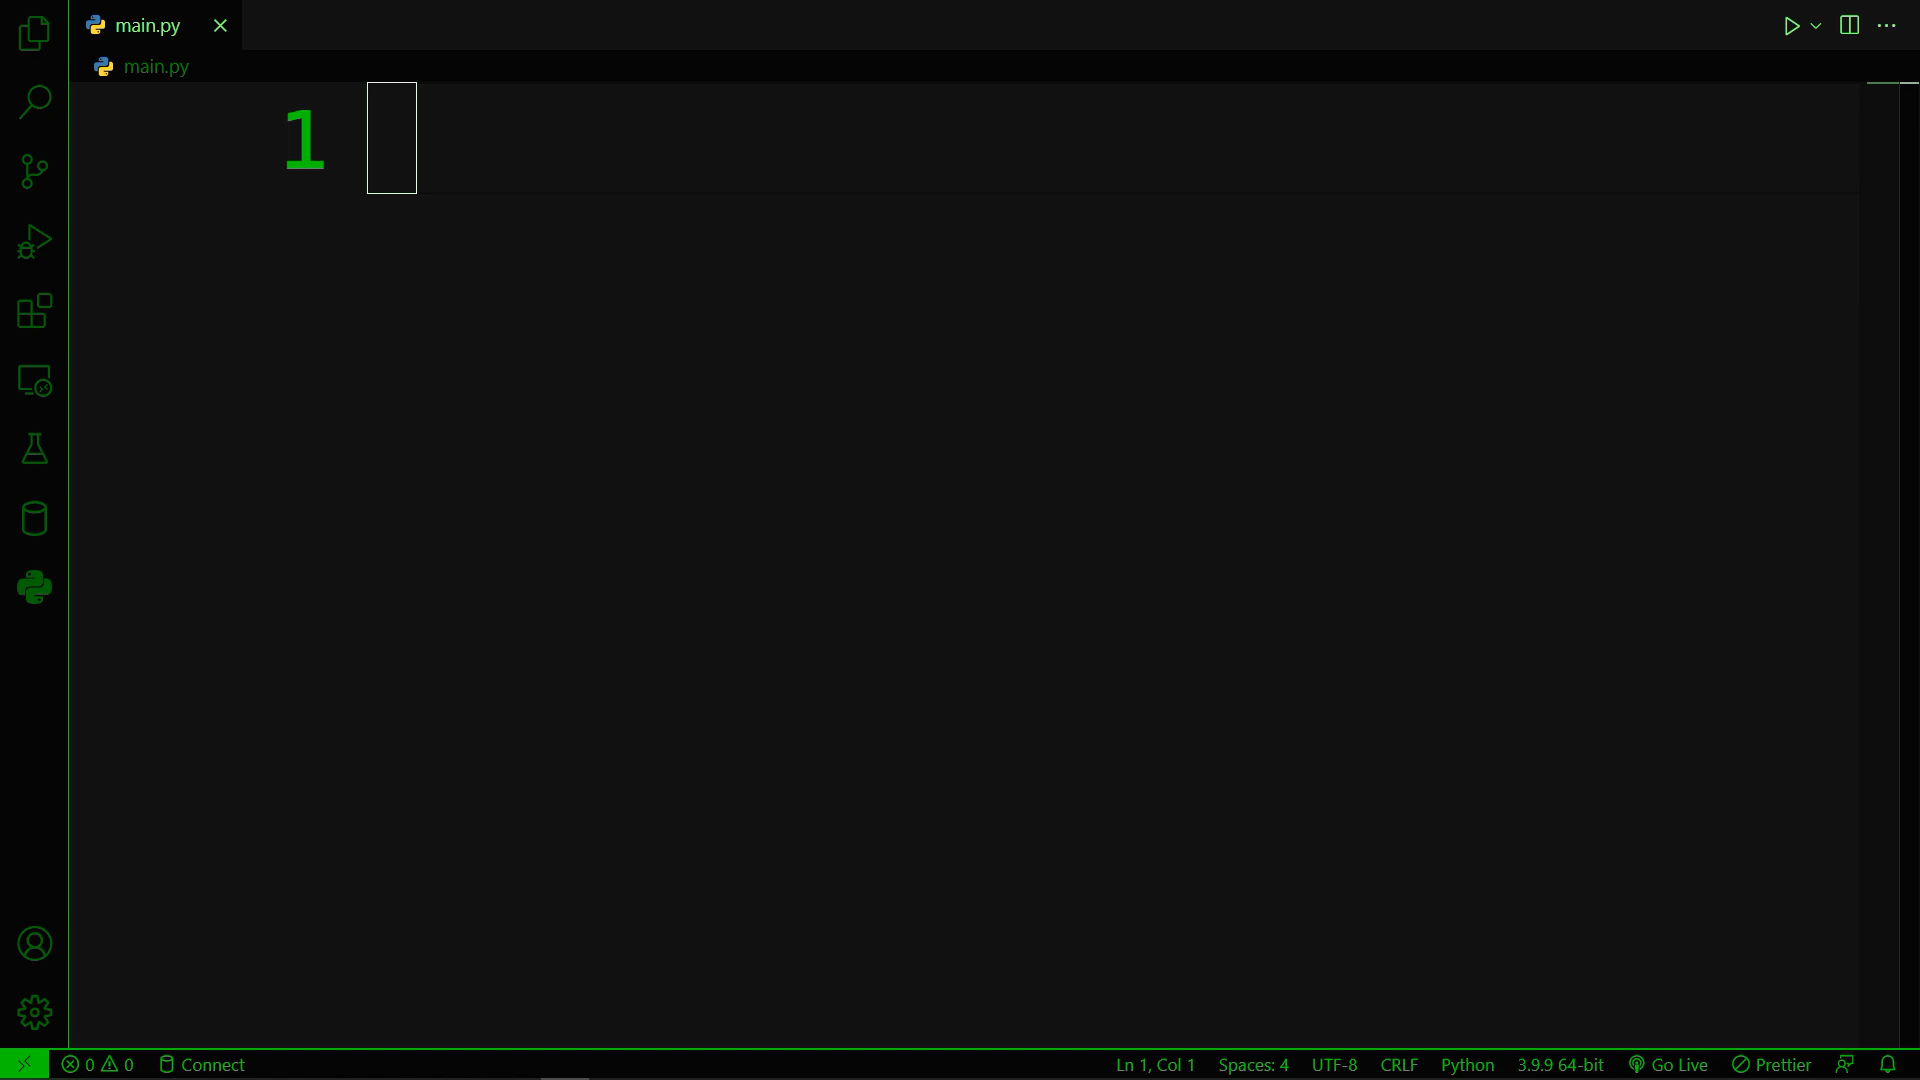 main.py
main.py
1
0 0 Connect Ln 1, Col 1 Spaces: 4 UTF-8 CRLF Python 3.9.9 64-bit Go Live Prettier